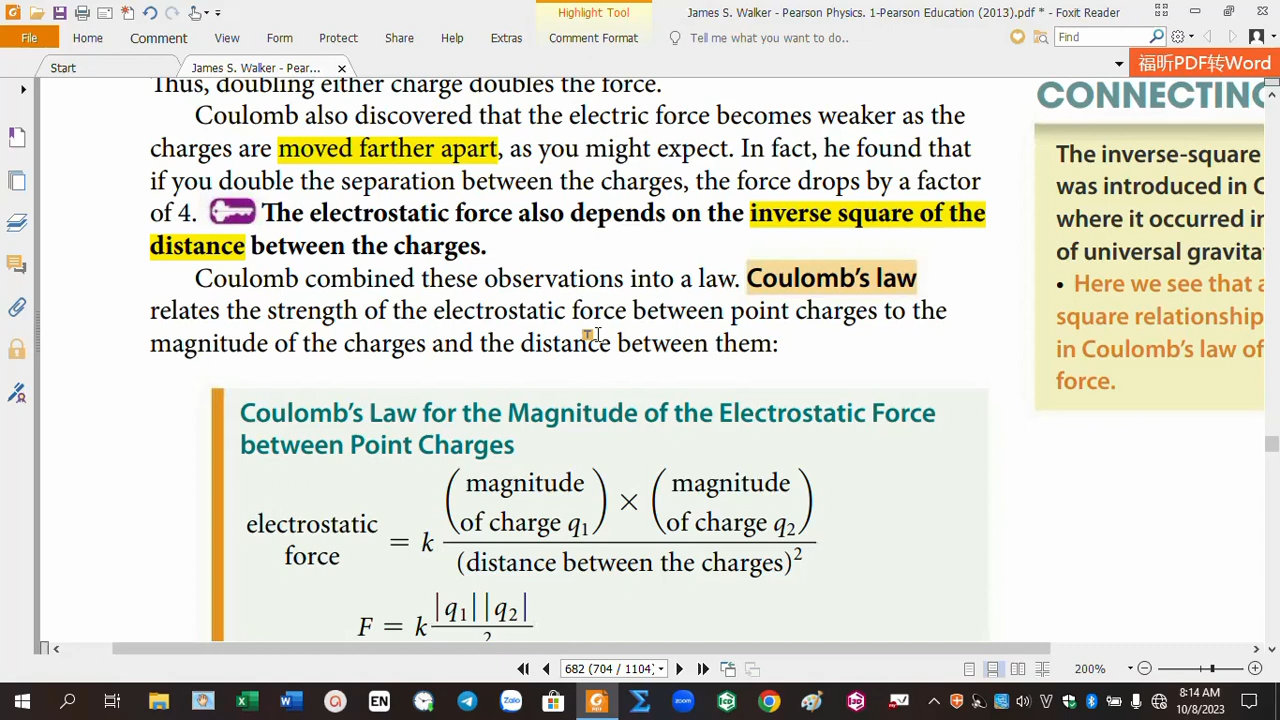 Highlight Tool
James S. Walker - Pearson Physics. 1-Pearson Education (2013).pdf * - Foxit Reader
File Home Comment View Form Protect Share Help Extras Comment Format Tell me what you want to do.. Find
Start James S. Walker - Pear...
福昕PDF转Word
Thus, doubling either charge doubles the force.
Coulomb also discovered that the electric force becomes weaker as the
charges are moved farther apart, as you might expect. In fact, he found that
if you double the separation between the charges, the force drops by a factor
of 4. The electrostatic force also depends on the inverse square of the
distance between the charges.
Coulomb combined these observations into a law. Coulomb's law
relates the strength of the electrostatic force between point charges to the
magnitude of the charges and the distance between them:
Coulomb's Law for the Magnitude of the Electrostatic Force
between Point Charges
electrostatic force = k (magnitude of charge q₁) × (magnitude of charge q₂)
(distance between the charges)²
F = k |q₁||q₂|
2
CONNECTING
The inverse-square
was introduced in C
where it occurred in
of universal gravita
• Here we see that a
square relationship
in Coulomb's law of
force.
682 (704 / 1104)
200%
EN
Zalo
zoom
V
8:14 AM
10/8/2023